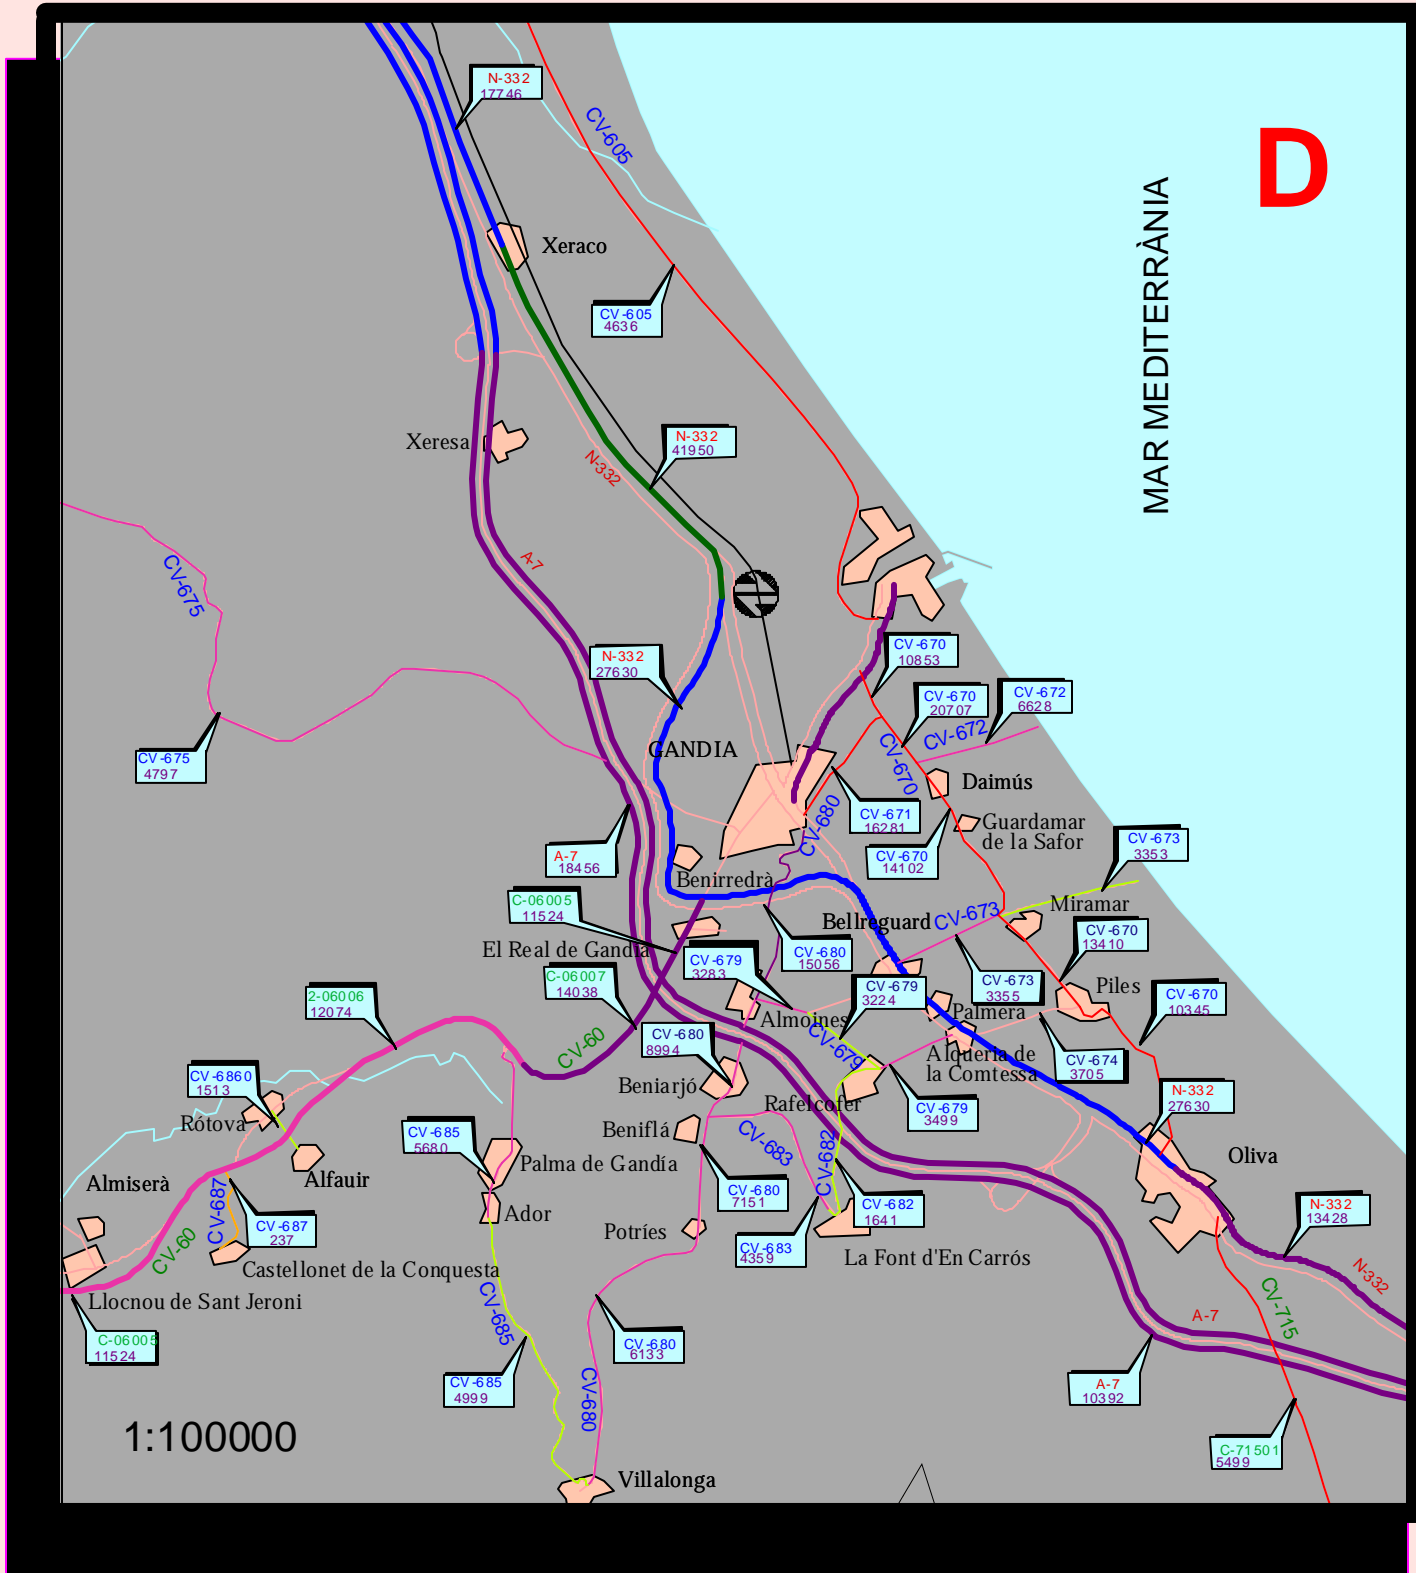 N-332
17746
CV-605
D
MAR MEDITERRÀNIA
Xeraco
CV-605
4636
Xeresa
N-332
41950
N-332
A-7
CV-675
N-332
27630
CV-670
10853
CV-670
20707
CV-672
6628
CV-672
GANDIA
CV-675
4797
CV-670
Daimús
CV-680
CV-671
16281
Guardamar
de la Safor
A-7
18456
CV-670
14102
CV-673
3353
Benirredrà
C-06005
11524
Miramar
CV-673
Bellreguard
El Real de Gandia
CV-679
3283
CV-680
15056
CV-670
13410
C-06007
14038
CV-679
3224
CV-673
3355
Piles
CV-670
10345
2-06006
12074
Palmera
Almoines
CV-60
CV-680
8994
CV-679
Alqueria de
la Comtessa
CV-674
3705
CV-6860
1513
Beniarjó
Rafelcofer
CV-679
3499
N-332
27630
Rótova
CV-685
5680
Beniflá
CV-683
CV-682
Oliva
Palma de Gandía
Almiserà
Alfauir
CV-687
CV-680
7151
CV-682
1641
N-332
13428
Ador
CV-687
237
Potríes
CV-683
4359
CV-60
La Font d'En Carrós
N-332
Castellonet de la Conquesta
Llocnou de Sant Jeroni
CV-685
CV-715
A-7
C-06005
11524
CV-680
6133
CV-685
4999
CV-680
A-7
10392
1:100000
C-71501
5499
Villalonga